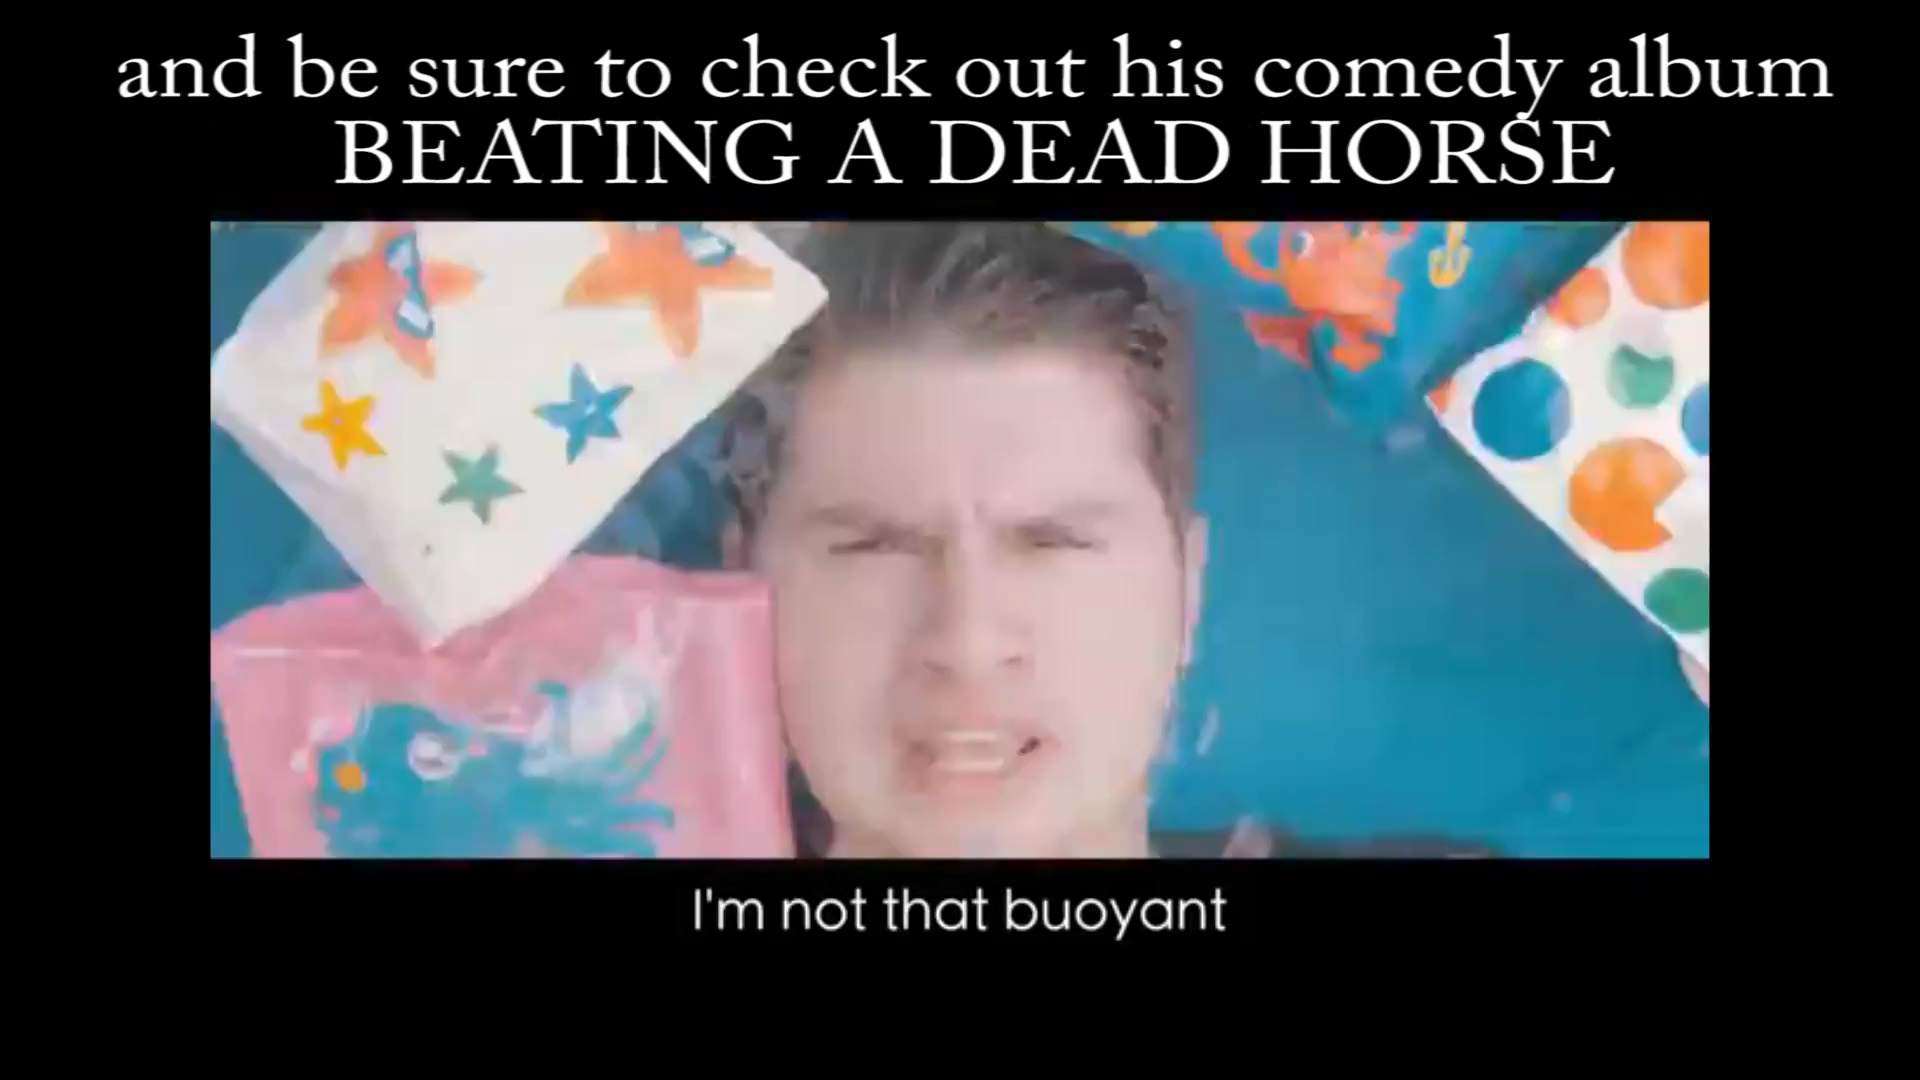 and be sure to check out his comedy album
BEATING A DEAD HORSE
I'm not that buoyant